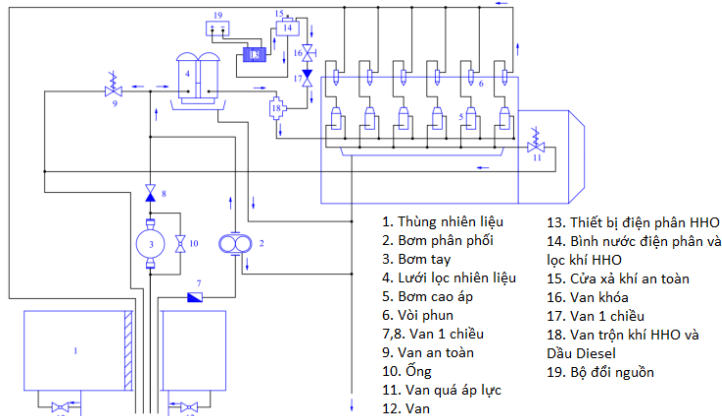 19
15
14
13
16
17
4
18
6
9
5
11
8
3
10
2
7
1
12
12
1. Thùng nhiên liệu
2. Bơm phân phối
3. Bơm tay
4. Lưới lọc nhiên liệu
5. Bơm cao áp
6. Vòi phun
7,8. Van 1 chiều
9. Van an toàn
10. Ống
11. Van quá áp lực
12. Van
13. Thiết bị điện phân HHO
14. Bình nước điện phân và
lọc khí HHO
15. Cửa xả khí an toàn
16. Van khóa
17. Van 1 chiều
18. Van trộn khí HHO và
Dầu Diesel
19. Bộ đổi nguồn